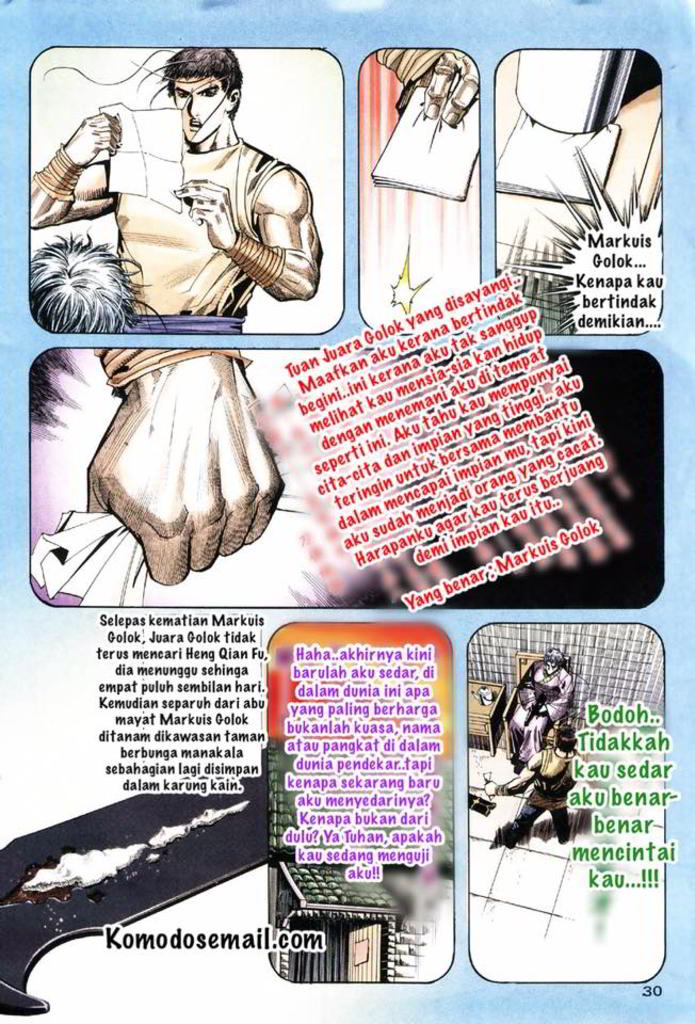 Markuis
Golok...
Kenapa kau
bertindak
demikian....
Tuan Juara Golok yang disayangi..
Maafkan aku kerana bertindak
begini..ini kerana aku tak sanggup
melihat kau mensia-sia kan hidup
dengan menemani aku di tempat
seperti ini. Aku tahu kau mempunyai
cita-cita dan impian yang tinggi.. aku
teringin untuk bersama membantu
dalam mencapai impian mu, tapi kini
aku sudah menjadi orang yang cacat.
Harapanku agar kau terus berjuang
demi impian kau itu..
Yang benar ; Markuis Golok
Selepas kematian Markuis
Golok, Juara Golok tidak
terus mencari Heng Qian Fu,
dia menunggu sehinga
empat puluh sembilan hari.
Kemudian separuh dari abu
mayat Markuis Golok
ditanam dikawasan taman
berbunga manakala
sebahagian lagi disimpan
dalam karung kain.
Haha..akhirnya kini
barulah aku sedar, di
dalam dunia ini apa
yang paling berharga
bukanlah kuasa, nama
atau pangkat di dalam
dunia pendekar..tapi
kenapa sekarang baru
aku menyedarinya?
Kenapa bukan dari
dulu? Ya Tuhan, apakah
kau sedang menguji
aku!!
Bodoh..
Tidakkah
kau sedar
aku benar-
benar
mencintai
kau...!!!
Komodosemail.com
30